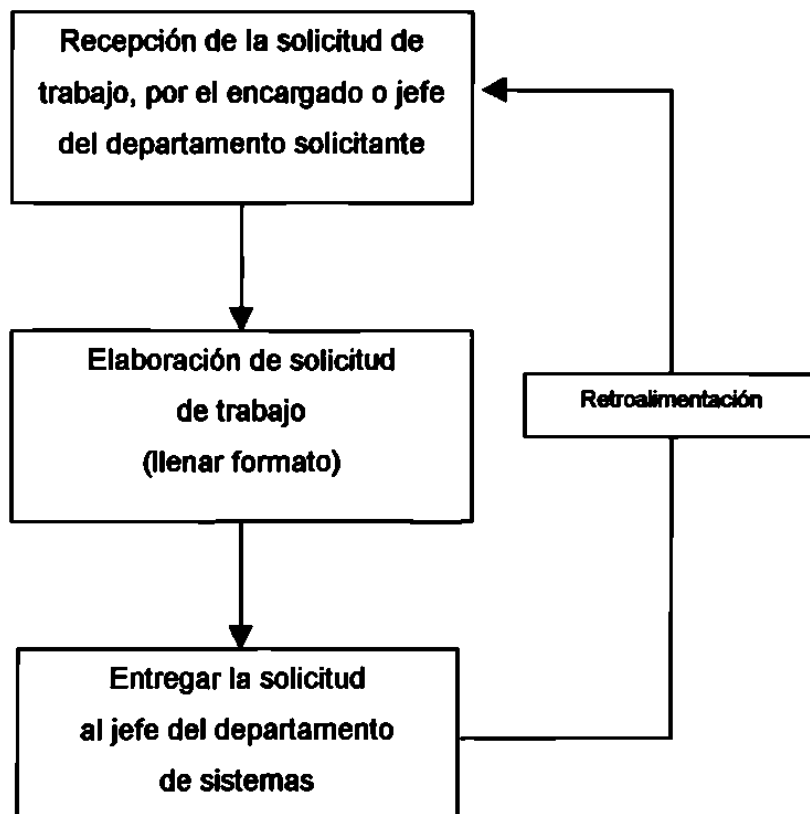 Recepción de la solicitud de
trabajo, por el encargado o jefe
del departamento solicitante
Elaboración de solicitud
de trabajo
(llenar formato)
Retroalimentación
Entregar la solicitud
al jefe del departamento
de sistemas